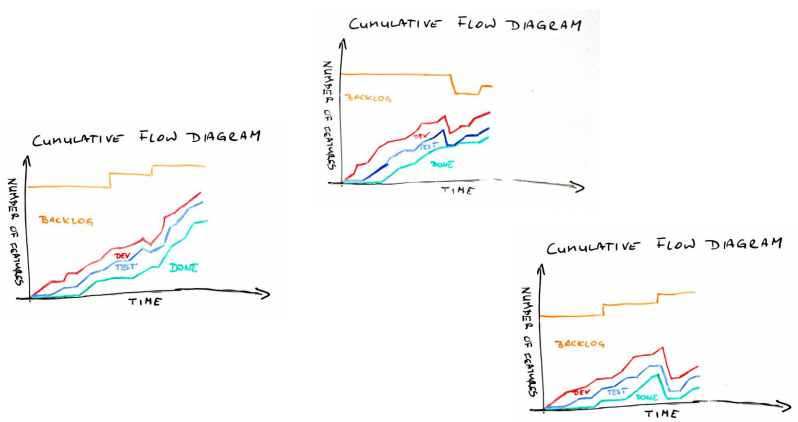 CUMULATIVE FLOW DIAGRAM
NUMBER OF FEATURES
BACKLOG
DEV
TEST
DONE
TIME
CUMULATIVE FLOW DIAGRAM
NUMBER OF FEATURES
BACKLOG
DEV
TEST
DONE
TIME
CUMULATIVE FLOW DIAGRAM
NUMBER OF FEATURES
BACKLOG
DEV
TEST
DONE
TIME